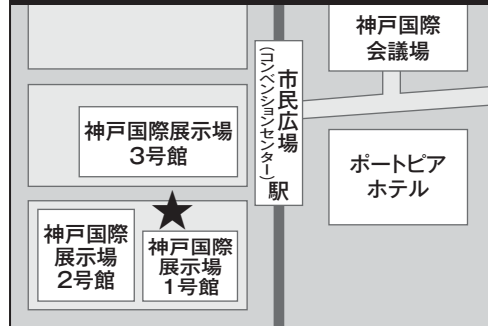 神戸国際
会議場
市民広場
(コンベンションセンター)
駅
神戸国際展示場
3号館
ポートピア
ホテル
神戸国際
展示場
2号館
神戸国際
展示場
1号館